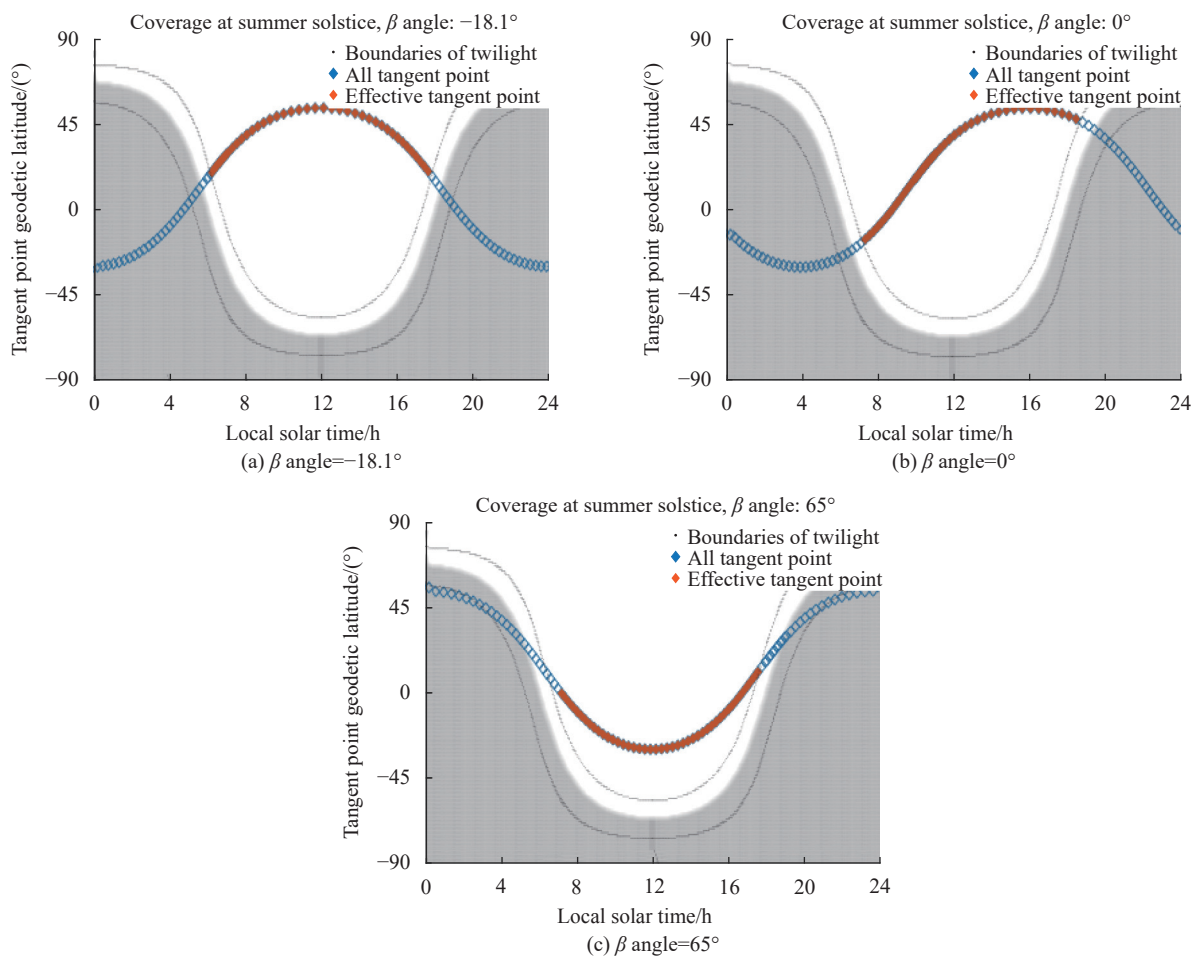 Coverage at summer solstice, β angle: −18.1°
90
45
0
−45
−90
Tangent point geodetic latitude/(°)
Boundaries of twilight
All tangent point
Effective tangent point
0 4 8 12 16 20 24
Local solar time/h
(a) β angle=−18.1°
Coverage at summer solstice, β angle: 0°
90
45
0
−45
−90
Tangent point geodetic latitude/(°)
Boundaries of twilight
All tangent point
Effective tangent point
0 4 8 12 16 20 24
Local solar time/h
(b) β angle=0°
Coverage at summer solstice, β angle: 65°
90
45
0
−45
−90
Tangent point geodetic latitude/(°)
Boundaries of twilight
All tangent point
Effective tangent point
0 4 8 12 16 20 24
Local solar time/h
(c) β angle=65°